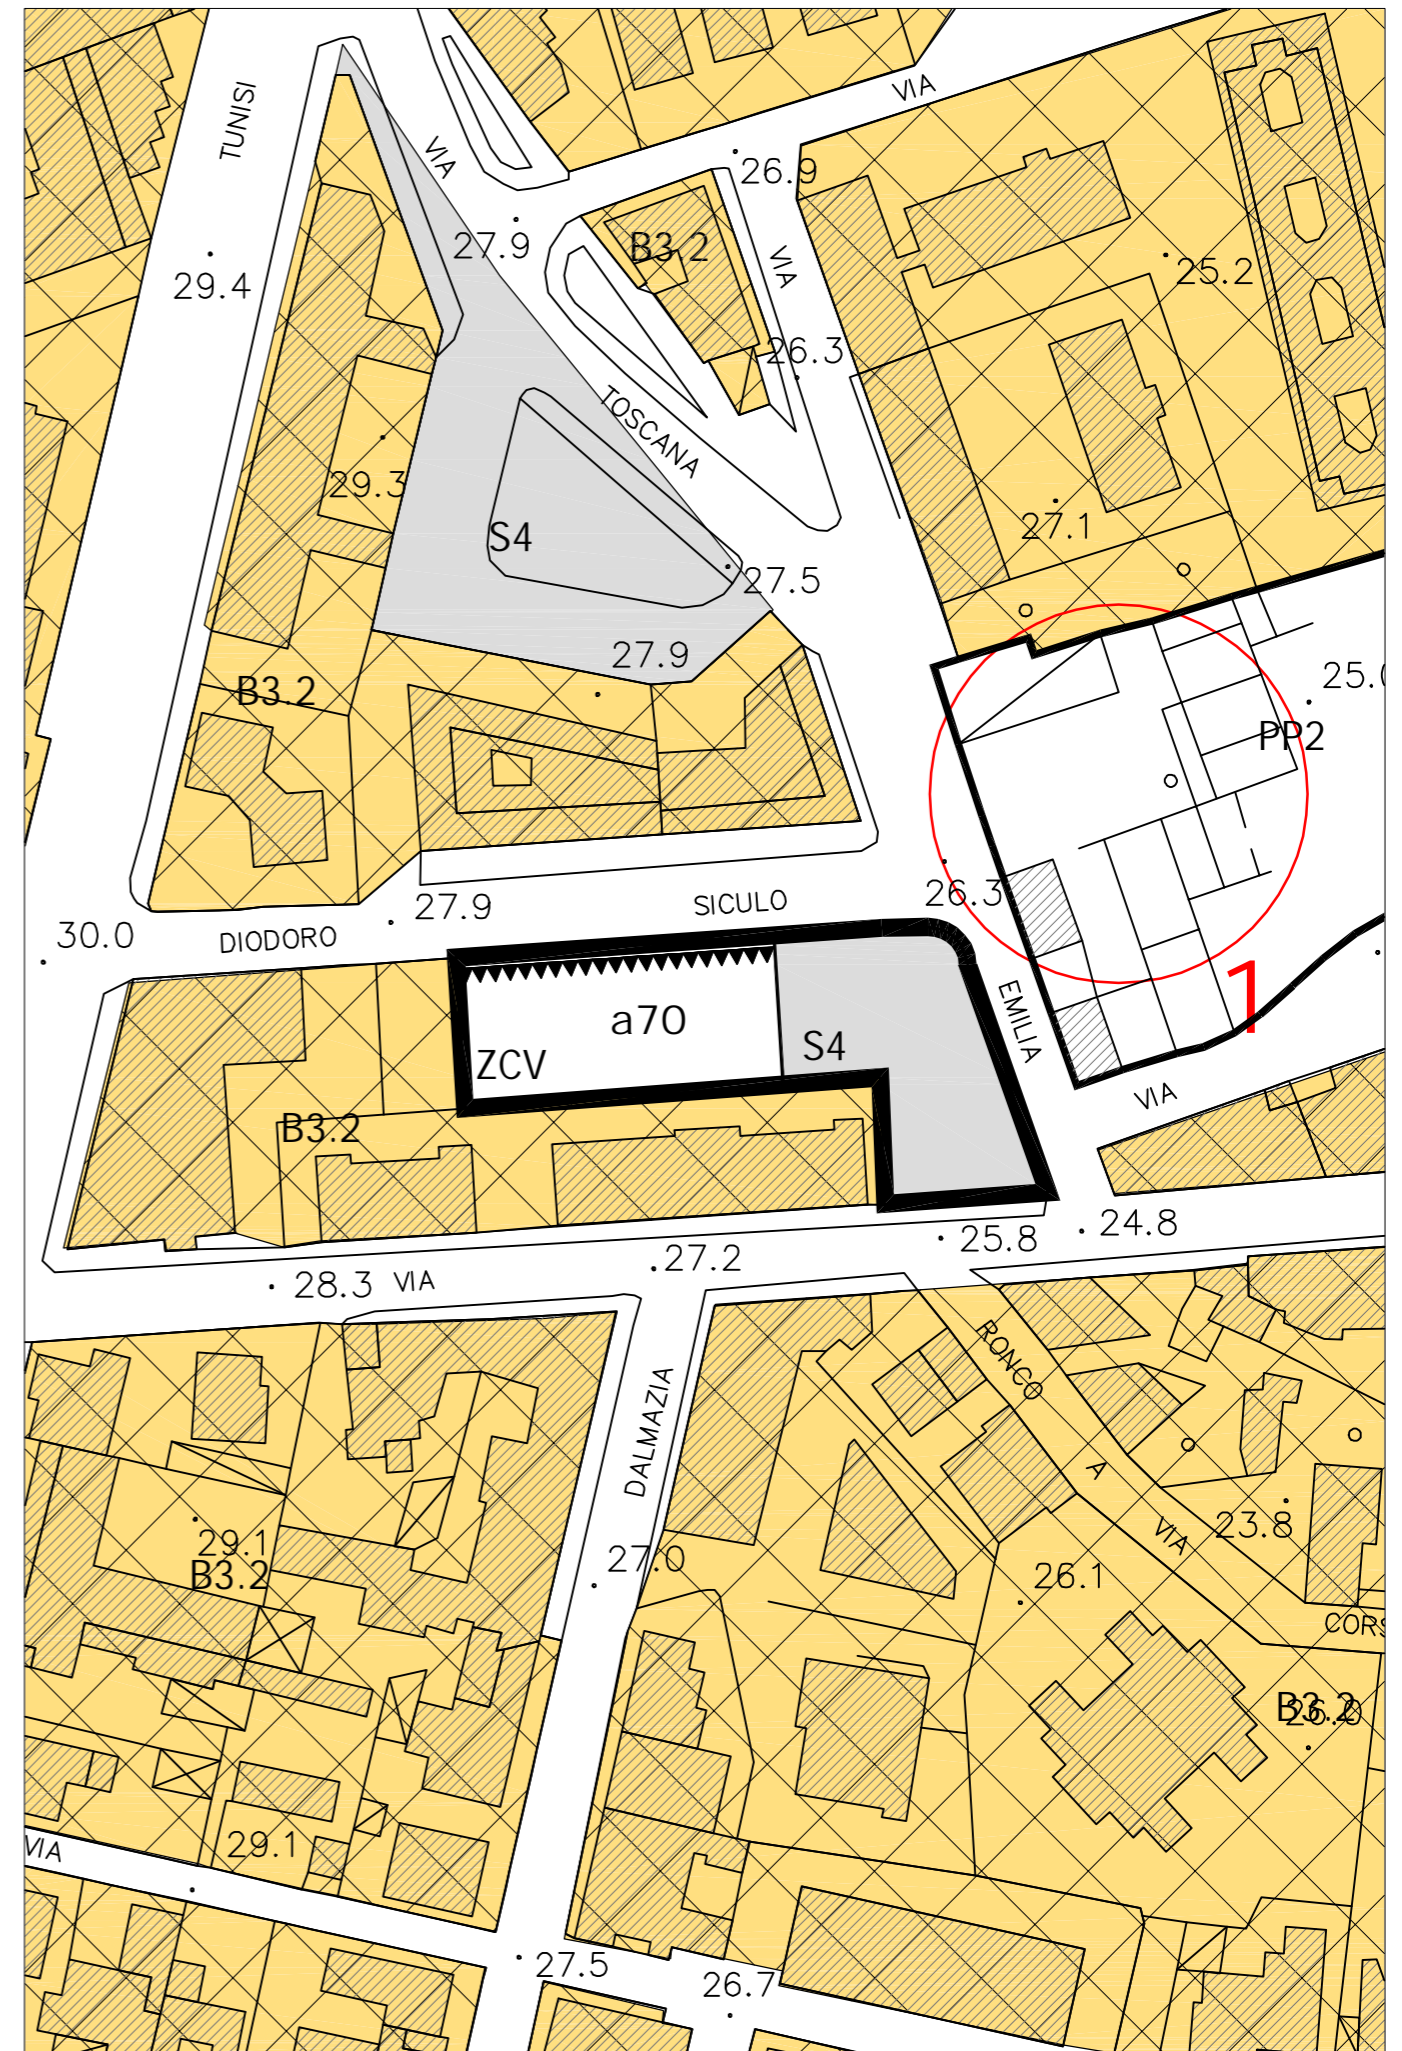 TUNISI
VIA
VIA
26.9
27.9
B3.2
VIA
29.4
25.2
26.3
TOSCANA
29.3
S4
27.1
27.5
27.9
B3.2
25.0
PP2
26.3
27.9
SICULO
30.0
DIODORO
EMILIA
1
a70
S4
ZCV
VIA
B3.2
24.8
25.8
27.2
28.3
VIA
RONCO
DALMAZIA
A
VIA
23.8
29.1
B3.2
27.0
26.1
CORS
B3.2
26.0
VIA
29.1
27.5
26.7